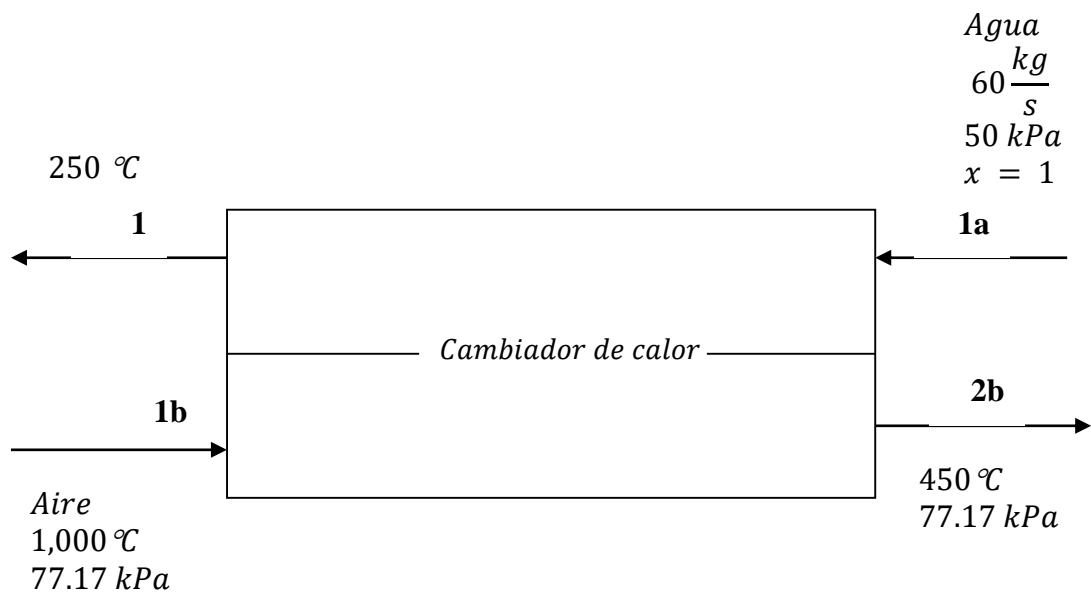 Agua
60 kg/s
50 kPa
x = 1
250 ℃
1
1a
Cambiador de calor
1b
2b
Aire
1,000 ℃
77.17 kPa
450 ℃
77.17 kPa